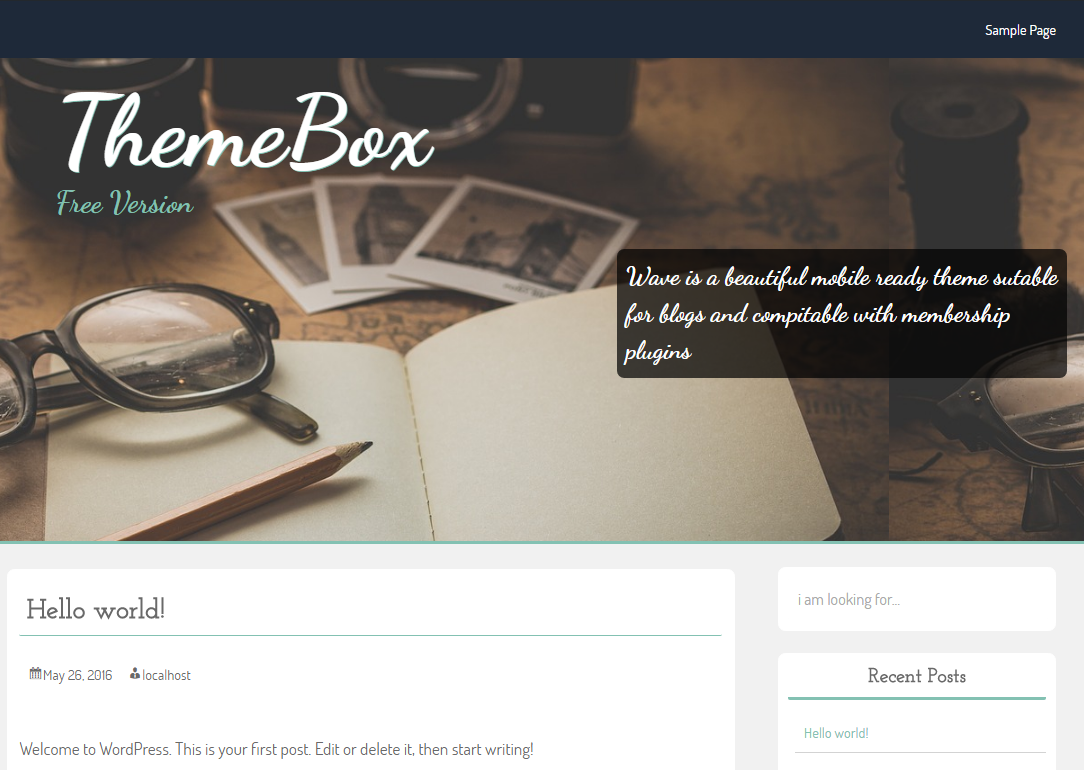 Sample Page
ThemeBox
Free Version
Wave is a beautiful mobile ready theme sutable
for blogs and compitable with membership
plugins
Hello world!
May 26, 2016 localhost
Welcome to WordPress. This is your first post. Edit or delete it, then start writing!
i am looking for...
Recent Posts
Hello world!